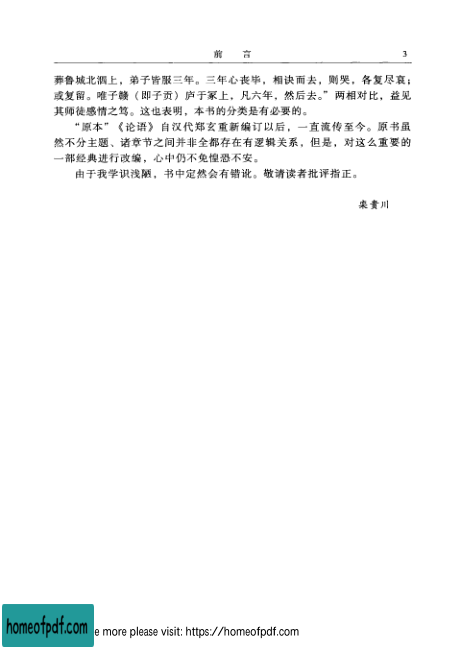 前 言 3
葬鲁城北泗上，弟子皆服三年。三年心丧毕，相诀而去，则哭，各复尽哀；
或复留。唯子赣（即子贡）庐于冢上，凡六年，然后去。”两相对比，益见
其师徒感情之笃。这也表明，本书的分类是有必要的。
“原本”《论语》自汉代郑玄重新编订以后，一直流传至今。原书虽
然不分主题、诸章节之间并非全都存在有逻辑关系，但是，对这么重要的
一部经典进行改编，心中仍不免惶恐不安。
由于我学识浅陋，书中定然会有错讹。敬请读者批评指正。
栾贵川
homeofpdf.com
e more please visit: https://homeofpdf.com